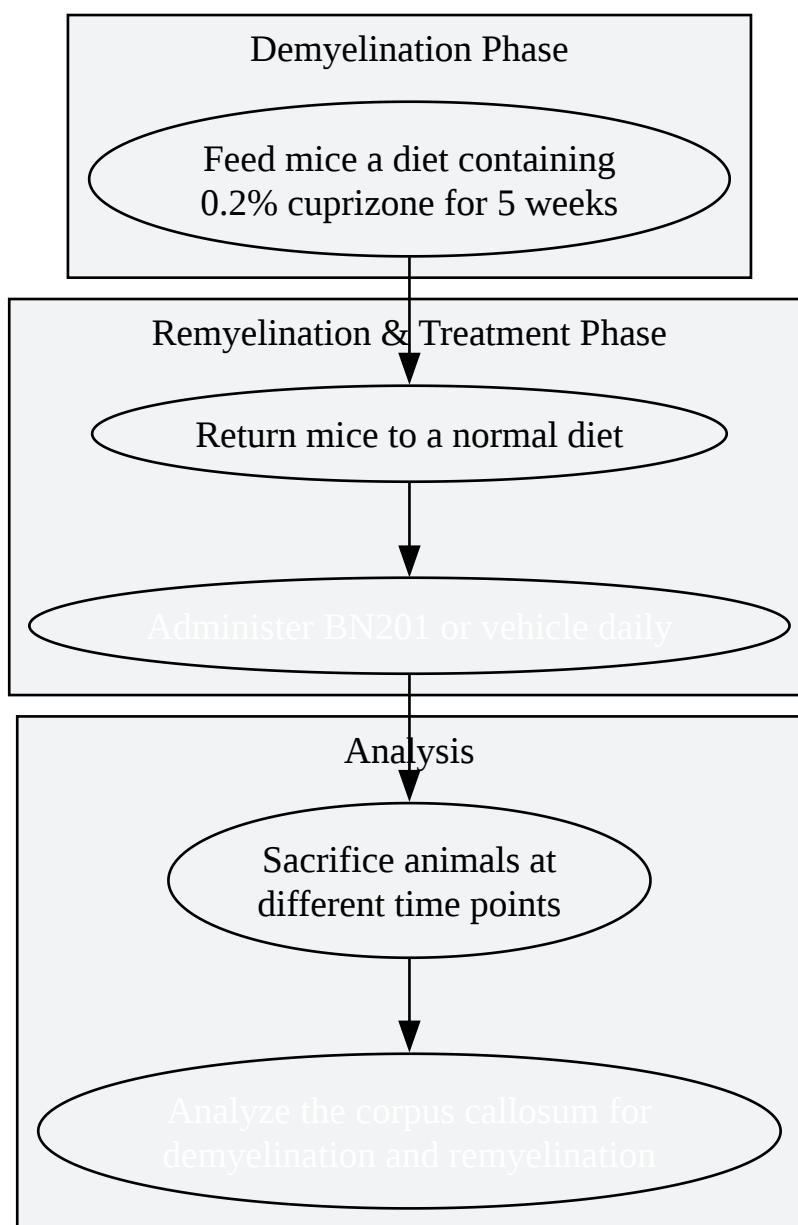 Demyelination Phase
Feed mice a diet containing
0.2% cuprizone for 5 weeks
Remyelination & Treatment Phase
Return mice to a normal diet
Administer BN201 or vehicle daily
Analysis
Sacrifice animals at
different time points
Analyze the corpus callosum for
demyelination and remyelination